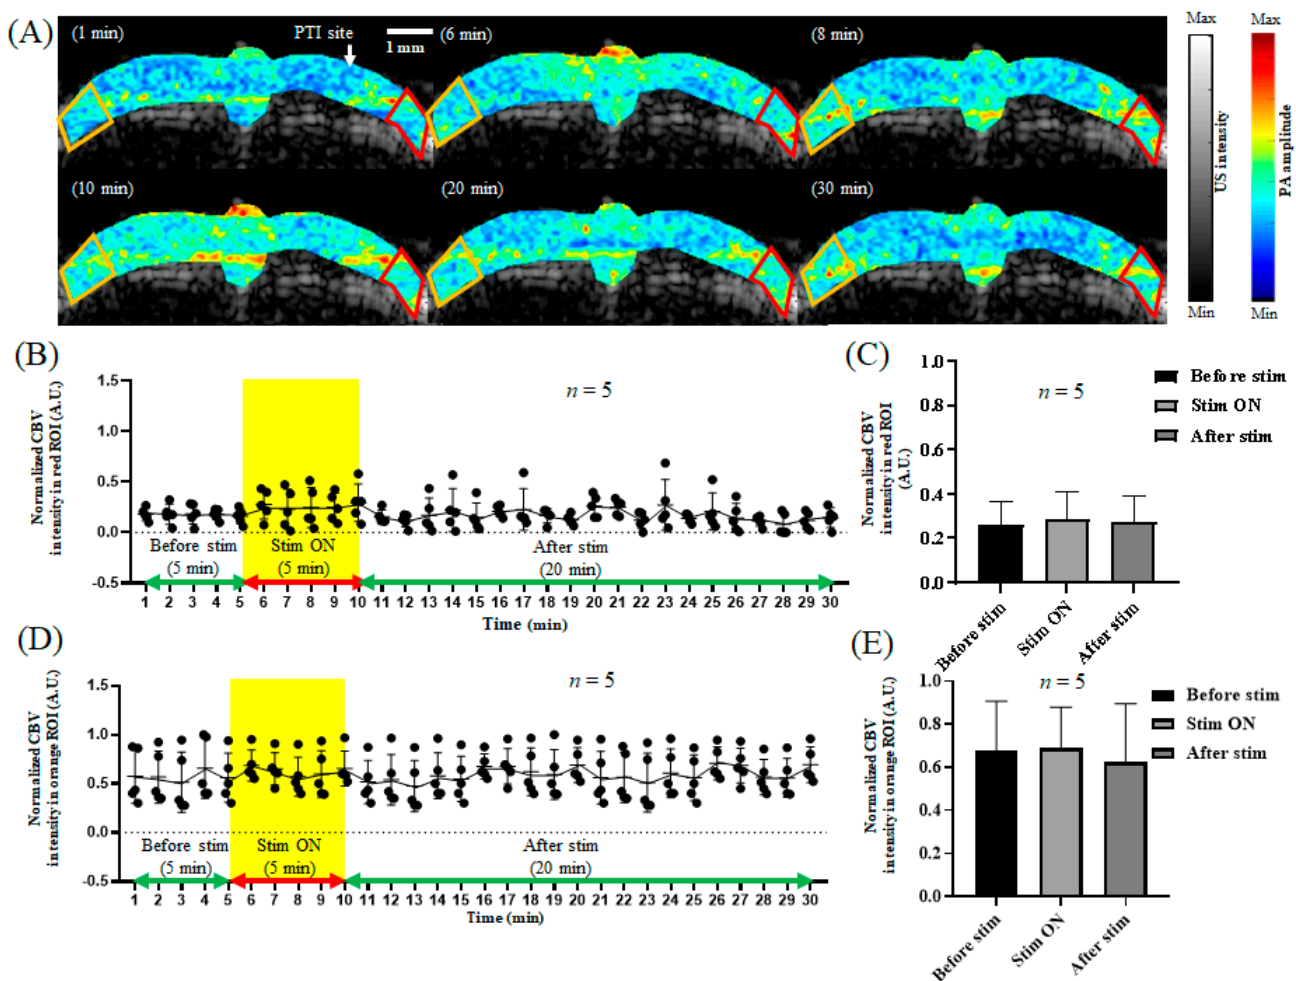 (A)
(1 min)
PTI site
1 mm
(6 min)
(8 min)
(10 min)
(20 min)
(30 min)
Max
Min
US intensity
Max
Min
PA amplitude
(B)
Normalized CBV
intensity in red ROI (A.U.)
1.5
1.0
0.5
0.0
-0.5
n = 5
Before stim
(5 min)
Stim ON
(5 min)
After stim
(20 min)
1 2 3 4 5 6 7 8 9 10 11 12 13 14 15 16 17 18 19 20 21 22 23 24 25 26 27 28 29 30
Time (min)
(C)
Normalized CBV
intensity in red ROI
(A.U.)
1.0
0.8
0.6
0.4
0.2
0.0
n = 5
Before stim
Stim ON
After stim
Before stim
Stim ON
After stim
(D)
Normalized CBV
intensity in orange ROI (A.U.)
1.5
1.0
0.5
0.0
-0.5
n = 5
Before stim
(5 min)
Stim ON
(5 min)
After stim
(20 min)
1 2 3 4 5 6 7 8 9 10 11 12 13 14 15 16 17 18 19 20 21 22 23 24 25 26 27 28 29 30
Time (min)
(E)
Normalized CBV
intensity in orange ROI (A.U.)
1.0
0.8
0.6
0.4
0.2
0.0
n = 5
Before stim
Stim ON
After stim
Before stim
Stim ON
After stim